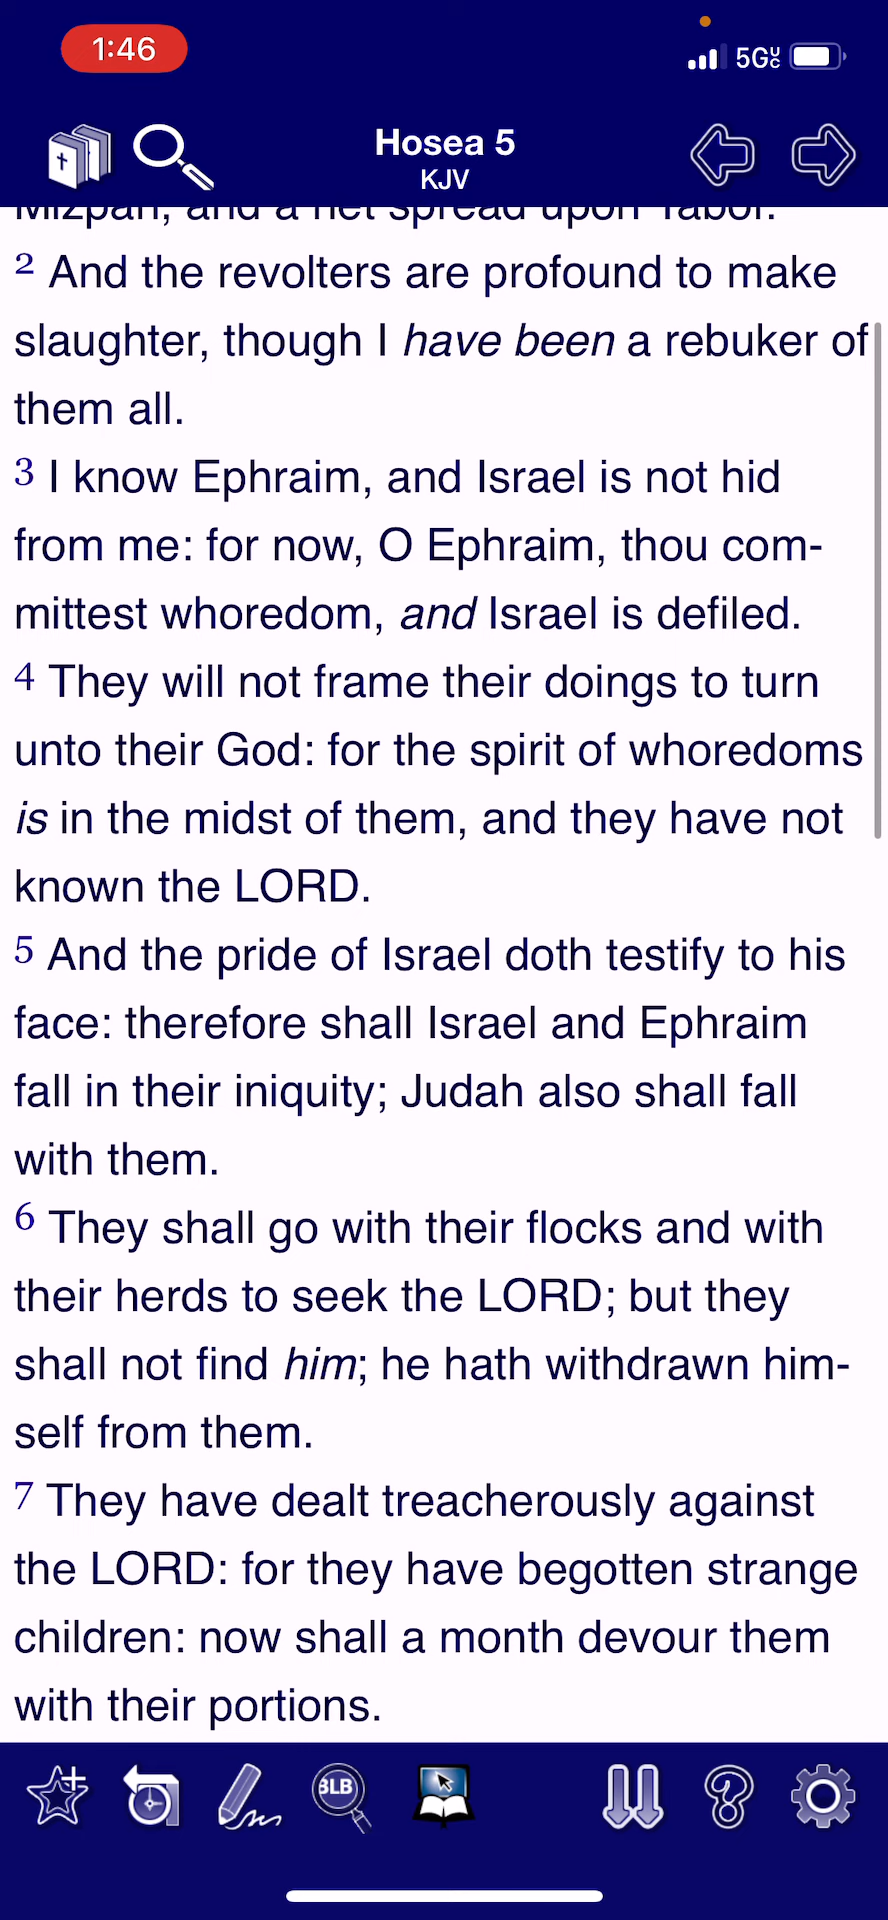 1:46
5GUC
Hosea 5
KJV
Mizpah, and a net spread upon Tabor.
2 And the revolters are profound to make
slaughter, though I have been a rebuker of
them all.
3 I know Ephraim, and Israel is not hid
from me: for now, O Ephraim, thou com-
mittest whoredom, and Israel is defiled.
4 They will not frame their doings to turn
unto their God: for the spirit of whoredoms
is in the midst of them, and they have not
known the LORD.
5 And the pride of Israel doth testify to his
face: therefore shall Israel and Ephraim
fall in their iniquity; Judah also shall fall
with them.
6 They shall go with their flocks and with
their herds to seek the LORD; but they
shall not find him; he hath withdrawn him-
self from them.
7 They have dealt treacherously against
the LORD: for they have begotten strange
children: now shall a month devour them
with their portions.
BLB